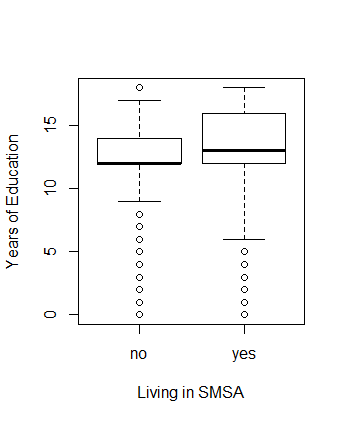 Years of Education
15
10
5
0
no
yes
Living in SMSA